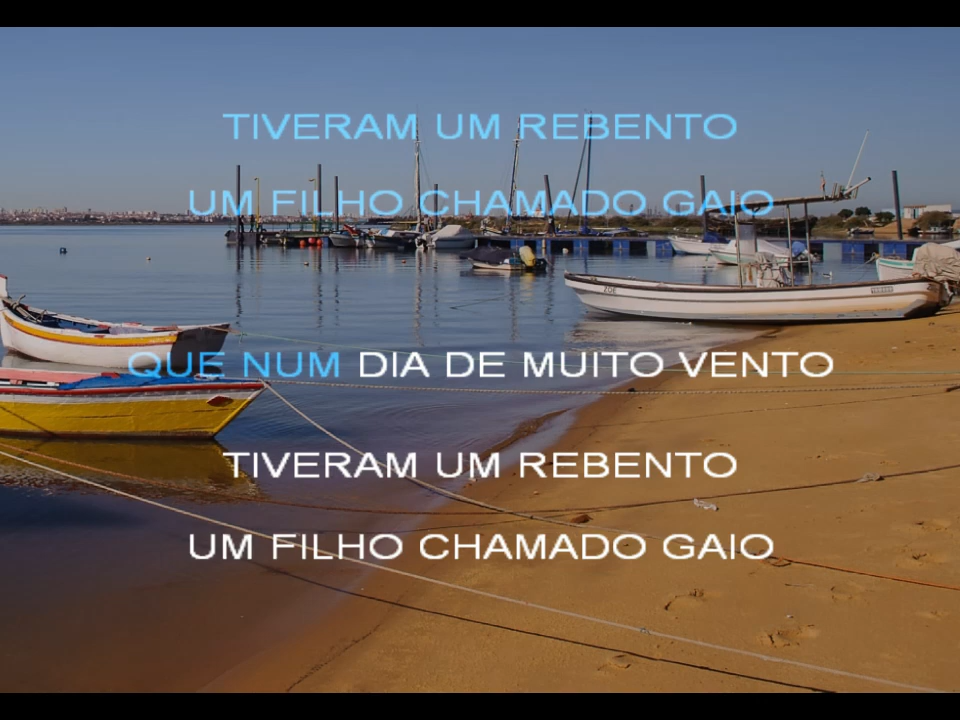 TIVERAM UM REBENTO
UM FILHO CHAMADO GAIO
QUE NUM DIA DE MUITO VENTO
TIVERAM UM REBENTO
UM FILHO CHAMADO GAIO